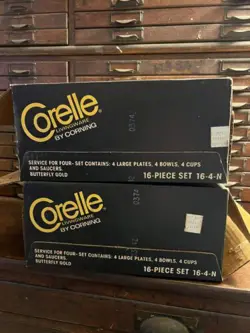 Corelle®
LIVINGWARE
BY CORNING
0374
SERVICE FOR FOUR- SET CONTAINS: 4 LARGE PLATES, 4 BOWLS, 4 CUPS
AND SAUCERS.
BUTTERFLY GOLD
16-PIECE SET 16-4-N
Corelle®
LIVINGWARE
BY CORNING
0374
SERVICE FOR FOUR- SET CONTAINS: 4 LARGE PLATES, 4 BOWLS, 4 CUPS
AND SAUCERS.
BUTTERFLY GOLD
16-PIECE SET 16-4-N